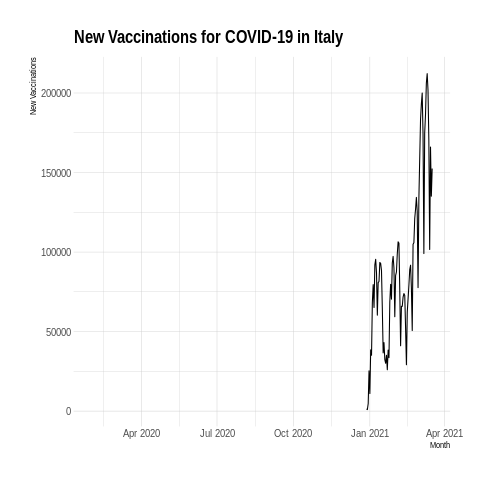 New Vaccinations for COVID-19 in Italy
New Vaccinations
200000
150000
100000
50000
0
Apr 2020 Jul 2020 Oct 2020 Jan 2021 Apr 2021
Month